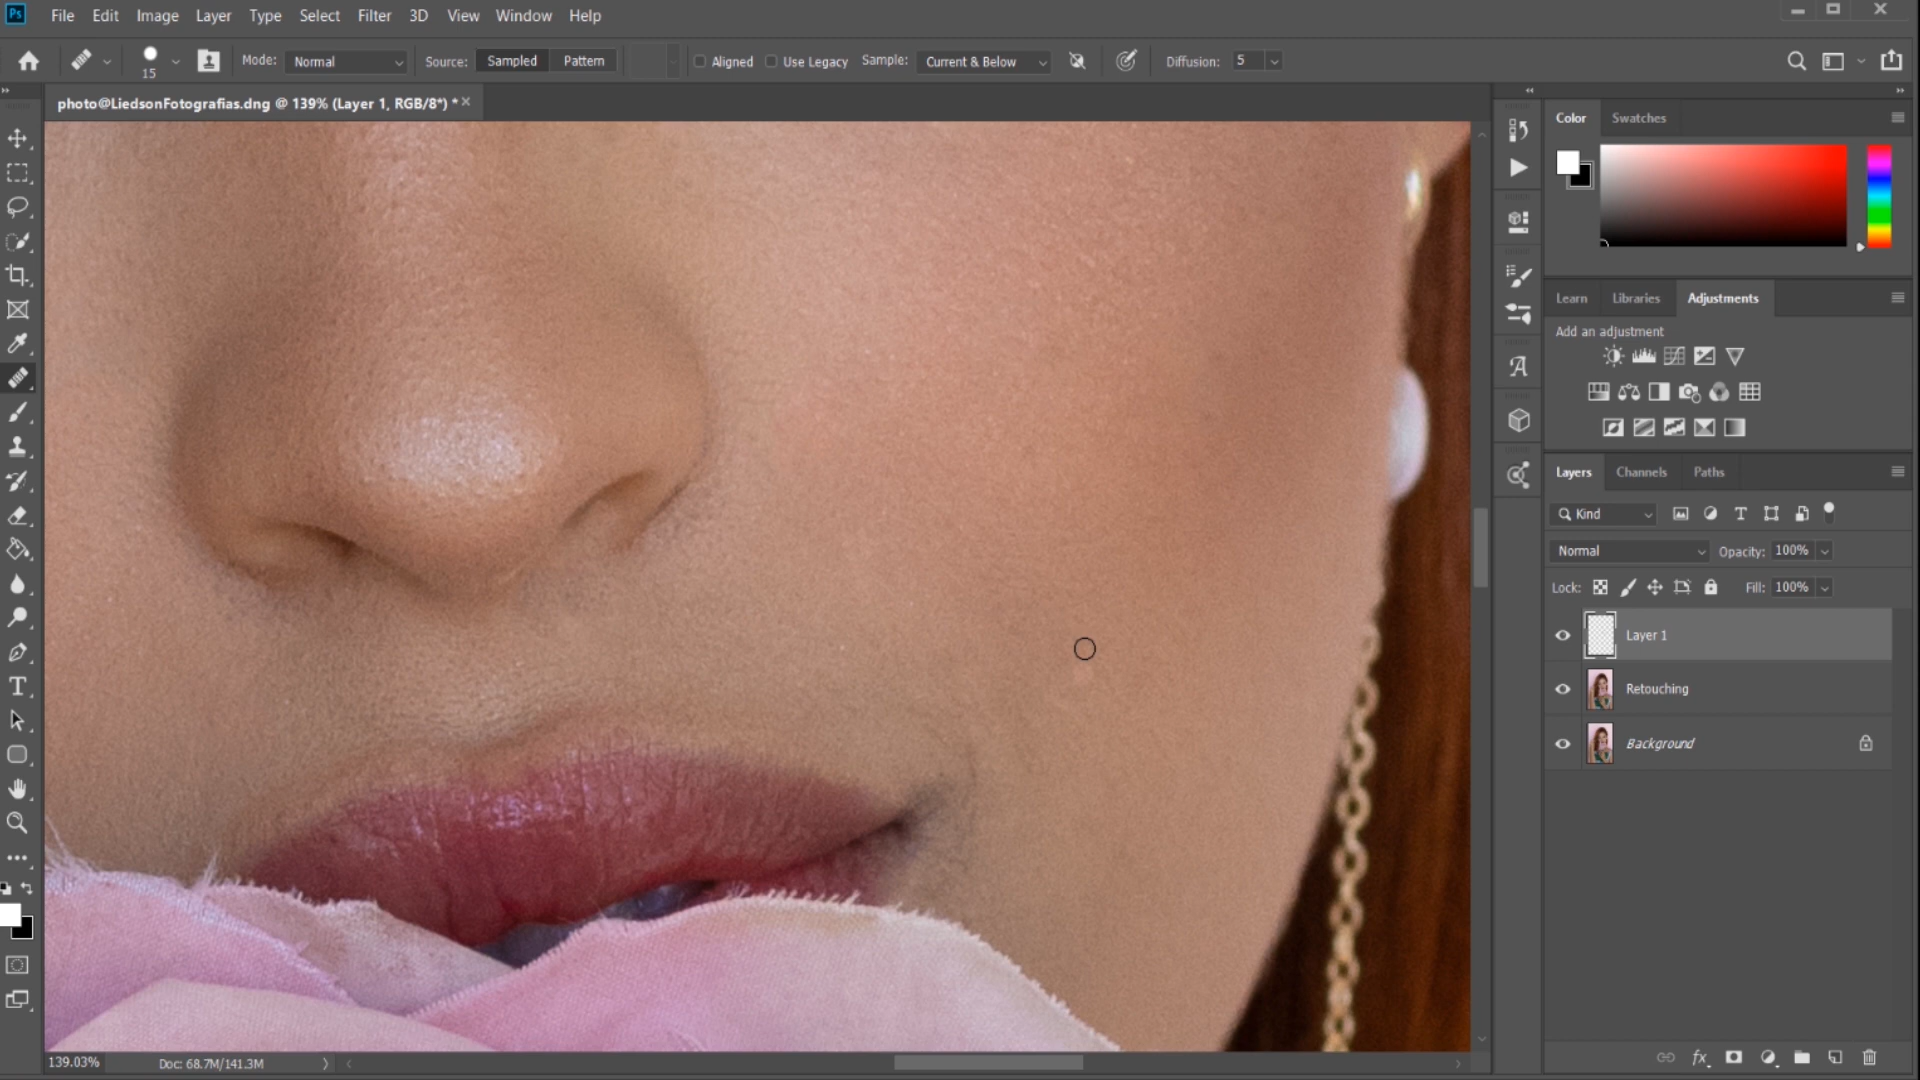 Ps File Edit Image Layer Type Select Filter 3D View Window Help
15 Mode: Normal Source: Sampled Pattern Aligned Use Legacy Sample: Current & Below Diffusion: 5
photo@LiedsonFotografias.dng @ 139% (Layer 1, RGB/8*) *
Color Swatches
Learn Libraries Adjustments
Add an adjustment
Layers Channels Paths
Kind
Normal Opacity: 100%
Lock: Fill: 100%
Layer 1
Retouching
Background
139.03% Doc: 68.7M/141.3M
fx